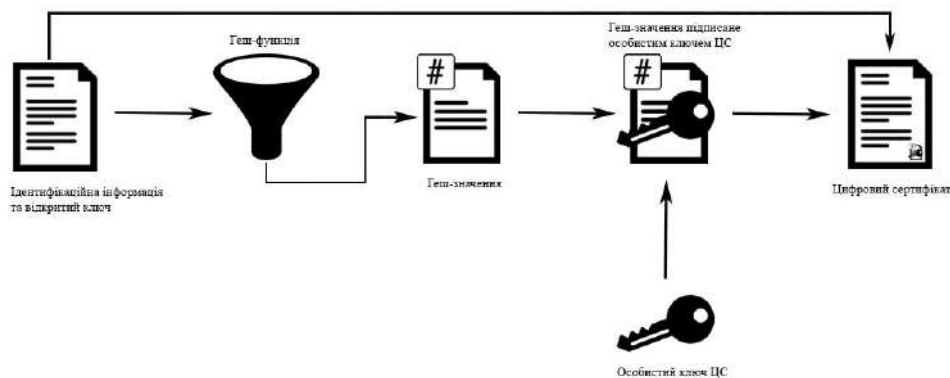 Геш-функція
Геш-значення підписане
особистим ключем ЦС
#
#
Ідентифікаційна інформація
та відкритий ключ
Геш-значення
Цифровий сертифікат
Особистий ключ ЦС